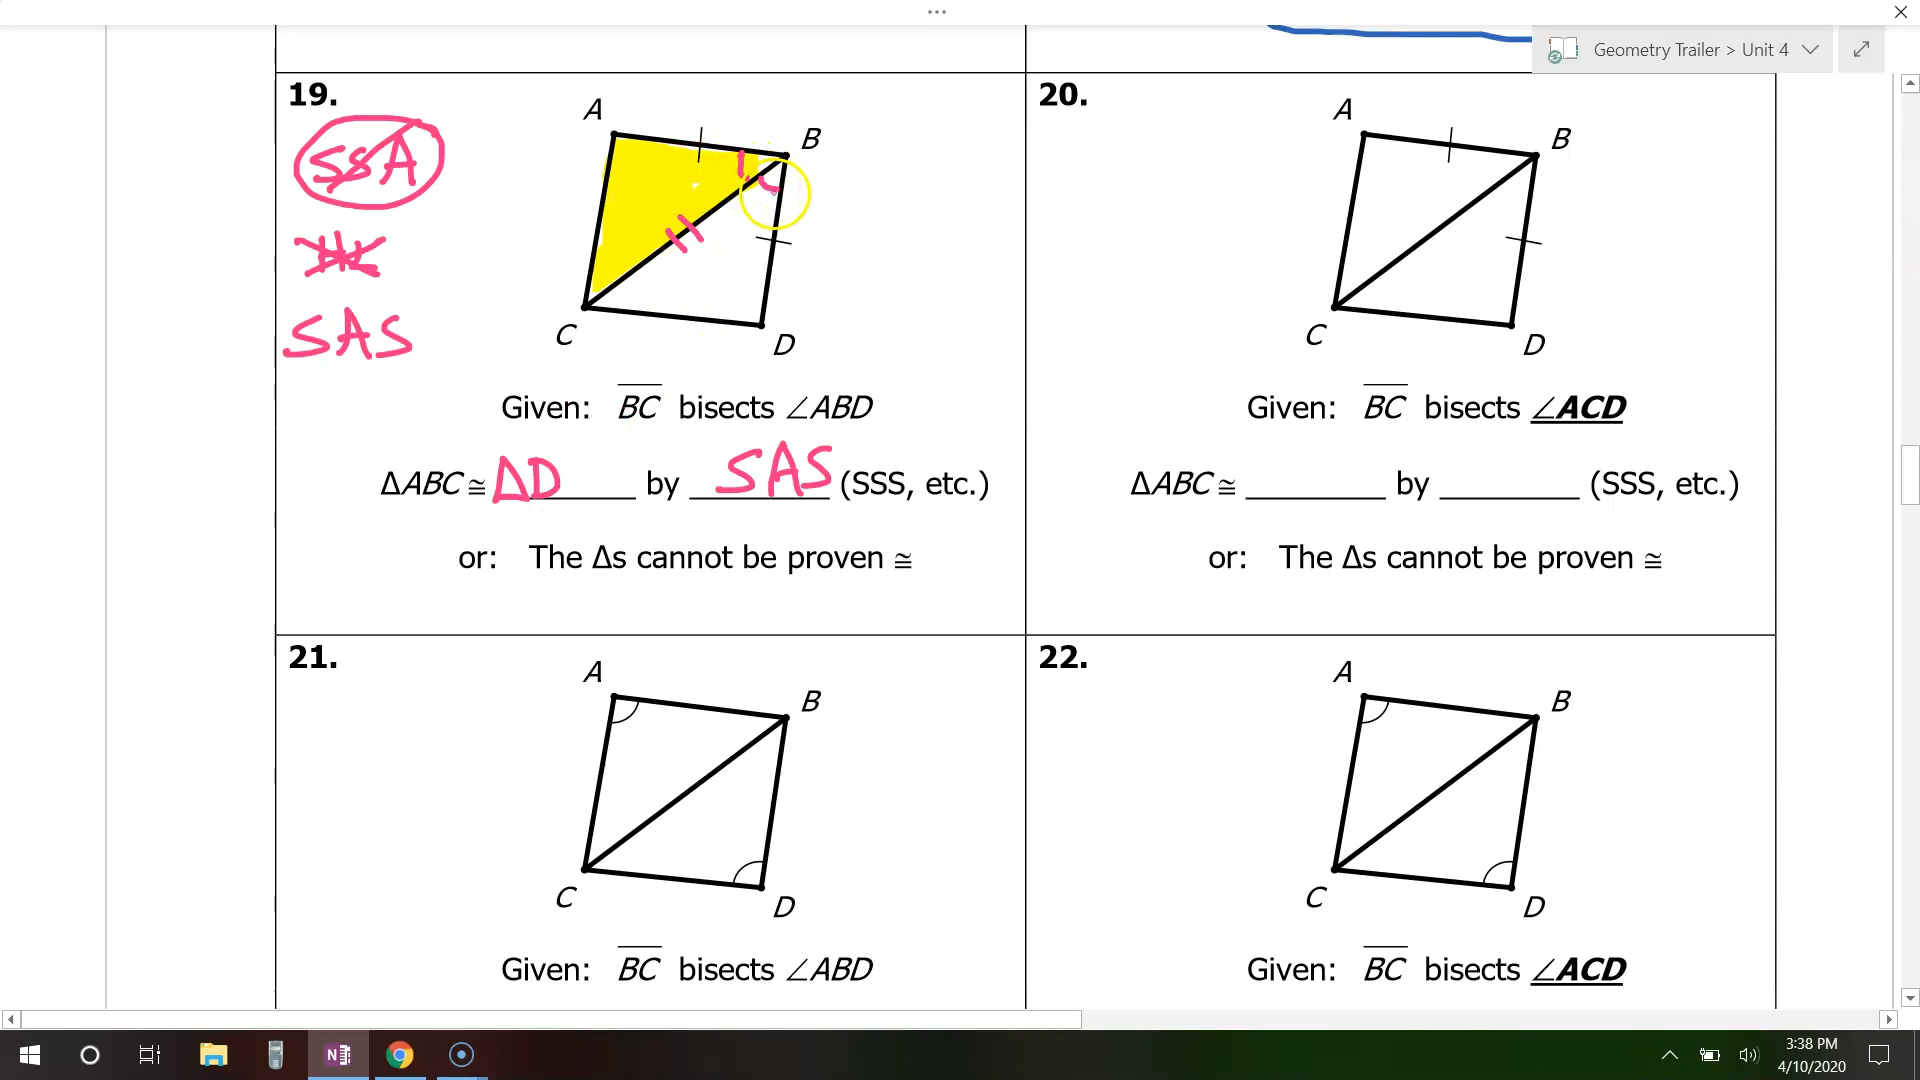 Geometry Trailer > Unit 4
19.
SSA
SAS
A
B
C
D
Given: BC bisects ∠ABD
ΔABC ≅ ΔD by SAS (SSS, etc.)
or: The Δs cannot be proven ≅
20.
A
B
C
D
Given: BC bisects ∠ACD
ΔABC ≅ ________ by ________ (SSS, etc.)
or: The Δs cannot be proven ≅
21.
A
B
C
D
Given: BC bisects ∠ABD
22.
A
B
C
D
Given: BC bisects ∠ACD
3:38 PM
4/10/2020